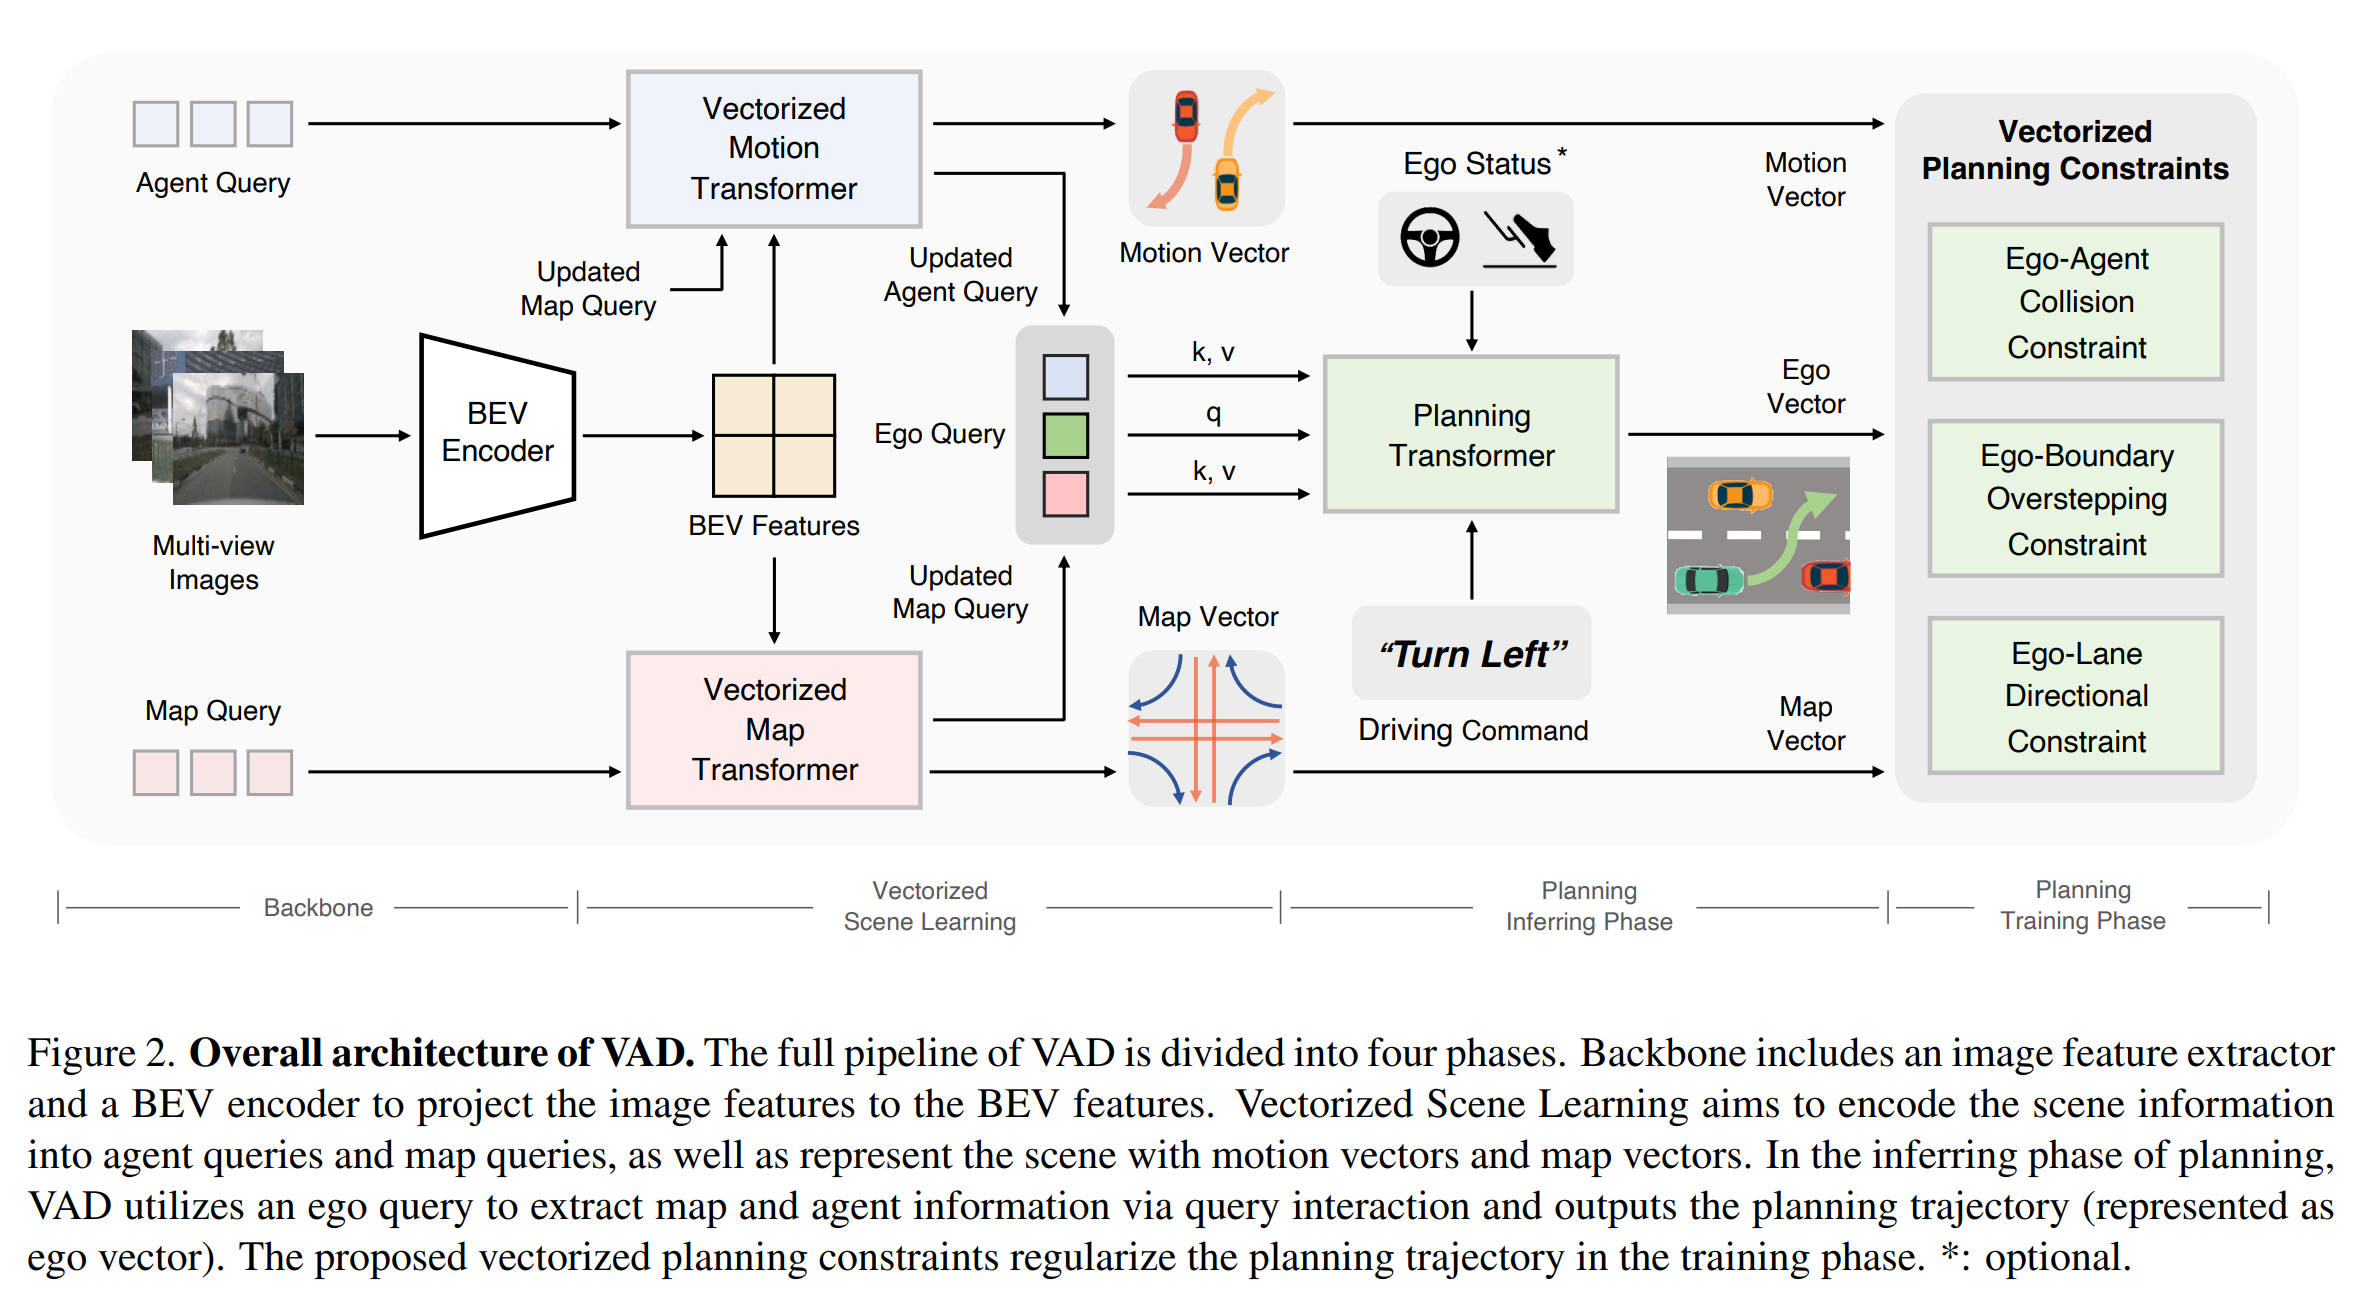 Agent Query
Vectorized
Motion
Transformer
Motion Vector
Ego Status*
Motion
Vector
Vectorized
Planning Constraints
Updated
Map Query
Updated
Agent Query
Ego-Agent
Collision
Constraint
Multi-view
Images
BEV
Encoder
BEV Features
Ego Query
k, v
q
k, v
Planning
Transformer
Ego
Vector
Ego-Boundary
Overstepping
Constraint
Updated
Map Query
Map Query
Vectorized
Map
Transformer
Map Vector
“Turn Left”
Driving Command
Map
Vector
Ego-Lane
Directional
Constraint
Backbone
Vectorized
Scene Learning
Planning
Inferring Phase
Planning
Training Phase
Figure 2. Overall architecture of VAD. The full pipeline of VAD is divided into four phases. Backbone includes an image feature extractor
and a BEV encoder to project the image features to the BEV features. Vectorized Scene Learning aims to encode the scene information
into agent queries and map queries, as well as represent the scene with motion vectors and map vectors. In the inferring phase of planning,
VAD utilizes an ego query to extract map and agent information via query interaction and outputs the planning trajectory (represented as
ego vector). The proposed vectorized planning constraints regularize the planning trajectory in the training phase. *: optional.